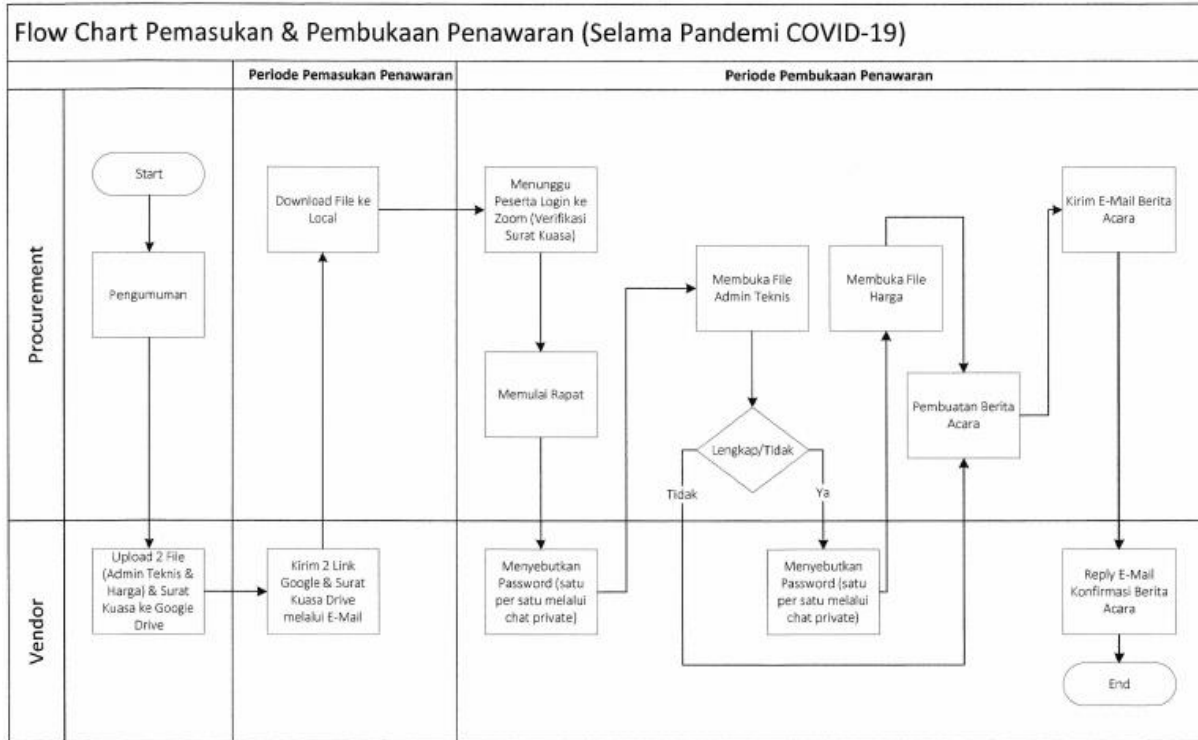 Flow Chart Pemasukan & Pembukaan Penawaran (Selama Pandemi COVID-19)
Periode Pemasukan Penawaran
Periode Pembukaan Penawaran
Procurement
Start
Pengumuman
Download File ke
Local
Menunggu
Peserta Login ke
Zoom (Verifikasi
Surat Kuasa)
Memulai Rapat
Membuka File
Admin Teknis
Lengkap/Tidak
Tidak
Ya
Membuka File
Harga
Pembuatan Berita
Acara
Kirim E-Mail Berita
Acara
Vendor
Upload 2 File
(Admin Teknis &
Harga) & Surat
Kuasa ke Google
Drive
Kirim 2 Link
Google & Surat
Kuasa Drive
melalui E-Mail
Menyebutkan
Password (satu
per satu melalui
chat private)
Menyebutkan
Password (satu
per satu melalui
chat private)
Reply E-Mail
Konfirmasi Berita
Acara
End